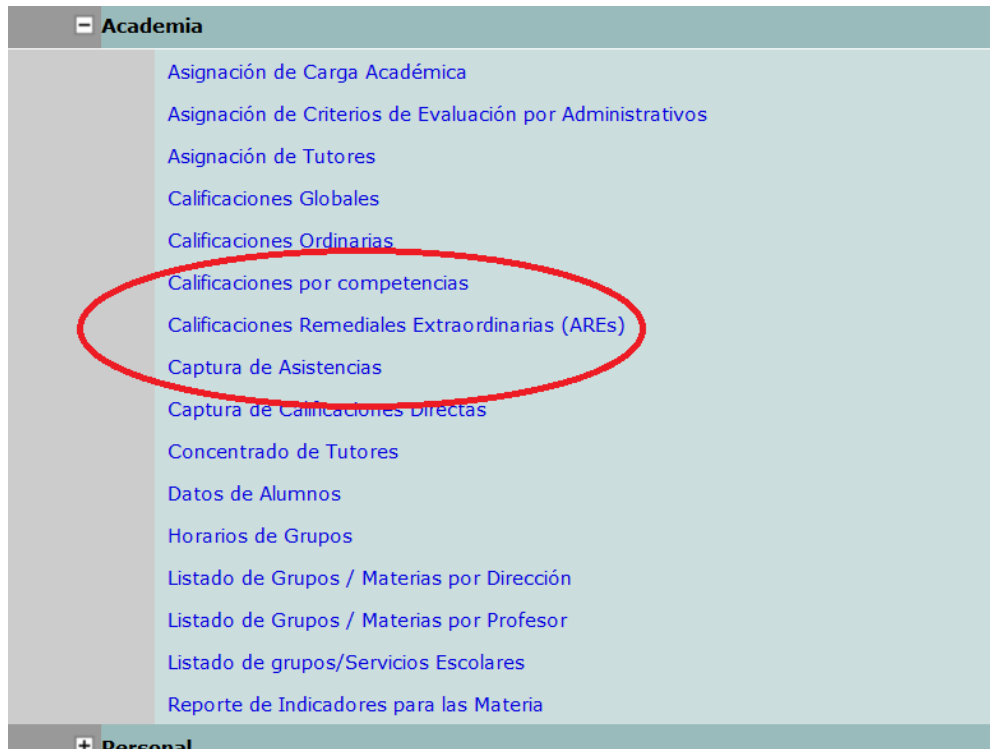 Academia
Asignación de Carga Académica
Asignación de Criterios de Evaluación por Administrativos
Asignación de Tutores
Calificaciones Globales
Calificaciones Ordinarias
Calificaciones por competencias
Calificaciones Remediales Extraordinarias (AREs)
Captura de Asistencias
Captura de Calificaciones Directas
Concentrado de Tutores
Datos de Alumnos
Horarios de Grupos
Listado de Grupos / Materias por Dirección
Listado de Grupos / Materias por Profesor
Listado de grupos/Servicios Escolares
Reporte de Indicadores para las Materia
Personal